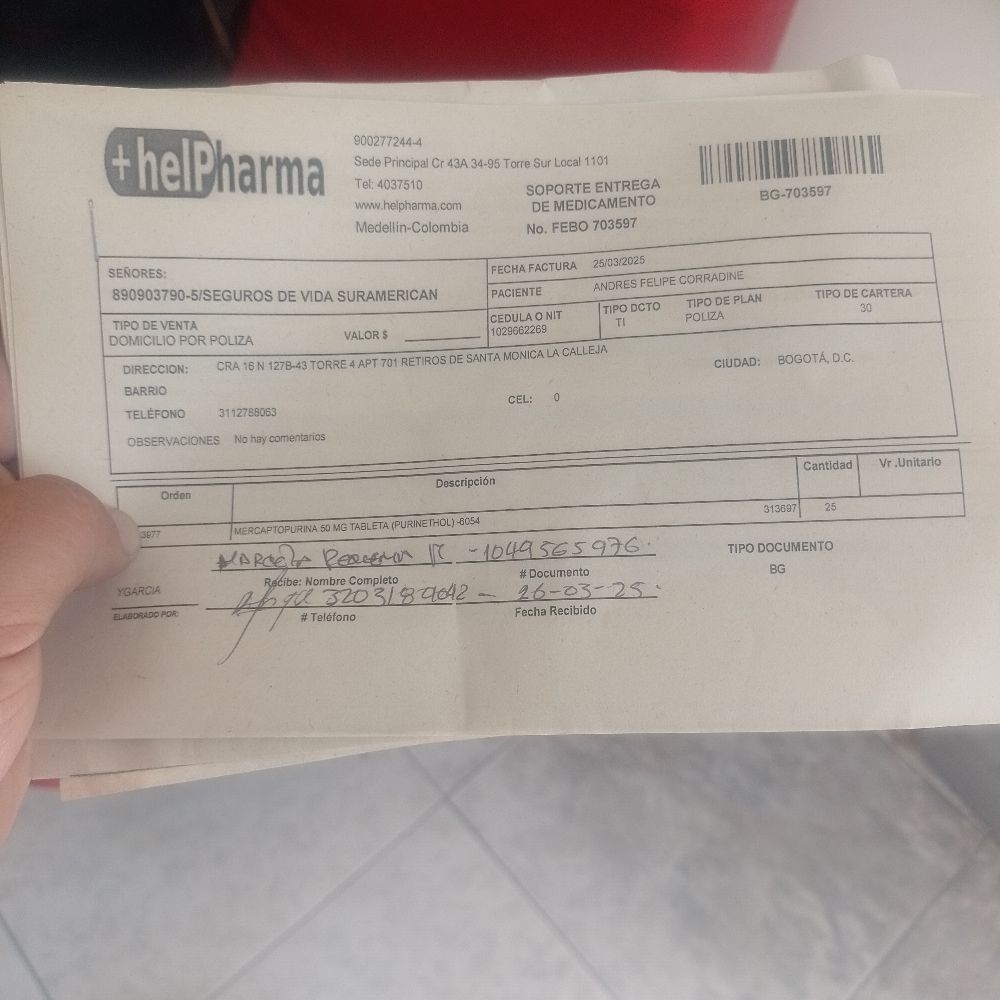 +helPharma
900277244-4
Sede Principal Cr 43A 34-95 Torre Sur Local 1101
Tel: 4037510
www.helpharma.com
Medellin-Colombia
SOPORTE ENTREGA
DE MEDICAMENTO
No. FEBO 703597
BG-703597
SEÑORES:
890903790-5/SEGUROS DE VIDA SURAMERICAN
FECHA FACTURA 25/03/2025
PACIENTE ANDRES FELIPE CORRADINE
TIPO DE VENTA
DOMICILIO POR POLIZA
VALOR $
CEDULA O NIT
1029662269
TIPO DCTO
TI
TIPO DE PLAN
POLIZA
TIPO DE CARTERA
30
DIRECCION: CRA 16 N 127B-43 TORRE 4 APT 701 RETIROS DE SANTA MONICA LA CALLEJA
CIUDAD: BOGOTÁ, D.C.
BARRIO
TELÉFONO 3112788063
CEL: 0
OBSERVACIONES No hay comentarios
Orden Descripción Cantidad Vr .Unitario
3977 MERCAPTOPURINA 50 MG TABLETA (PURINETHOL) -6054 313697 25
MARCELA R - 1049565976.
Recibe: Nombre Completo # Documento
TIPO DOCUMENTO
BG
YGARCIA
ELABORADO POR:
3203189042 - 26-03-25.
# Teléfono Fecha Recibido